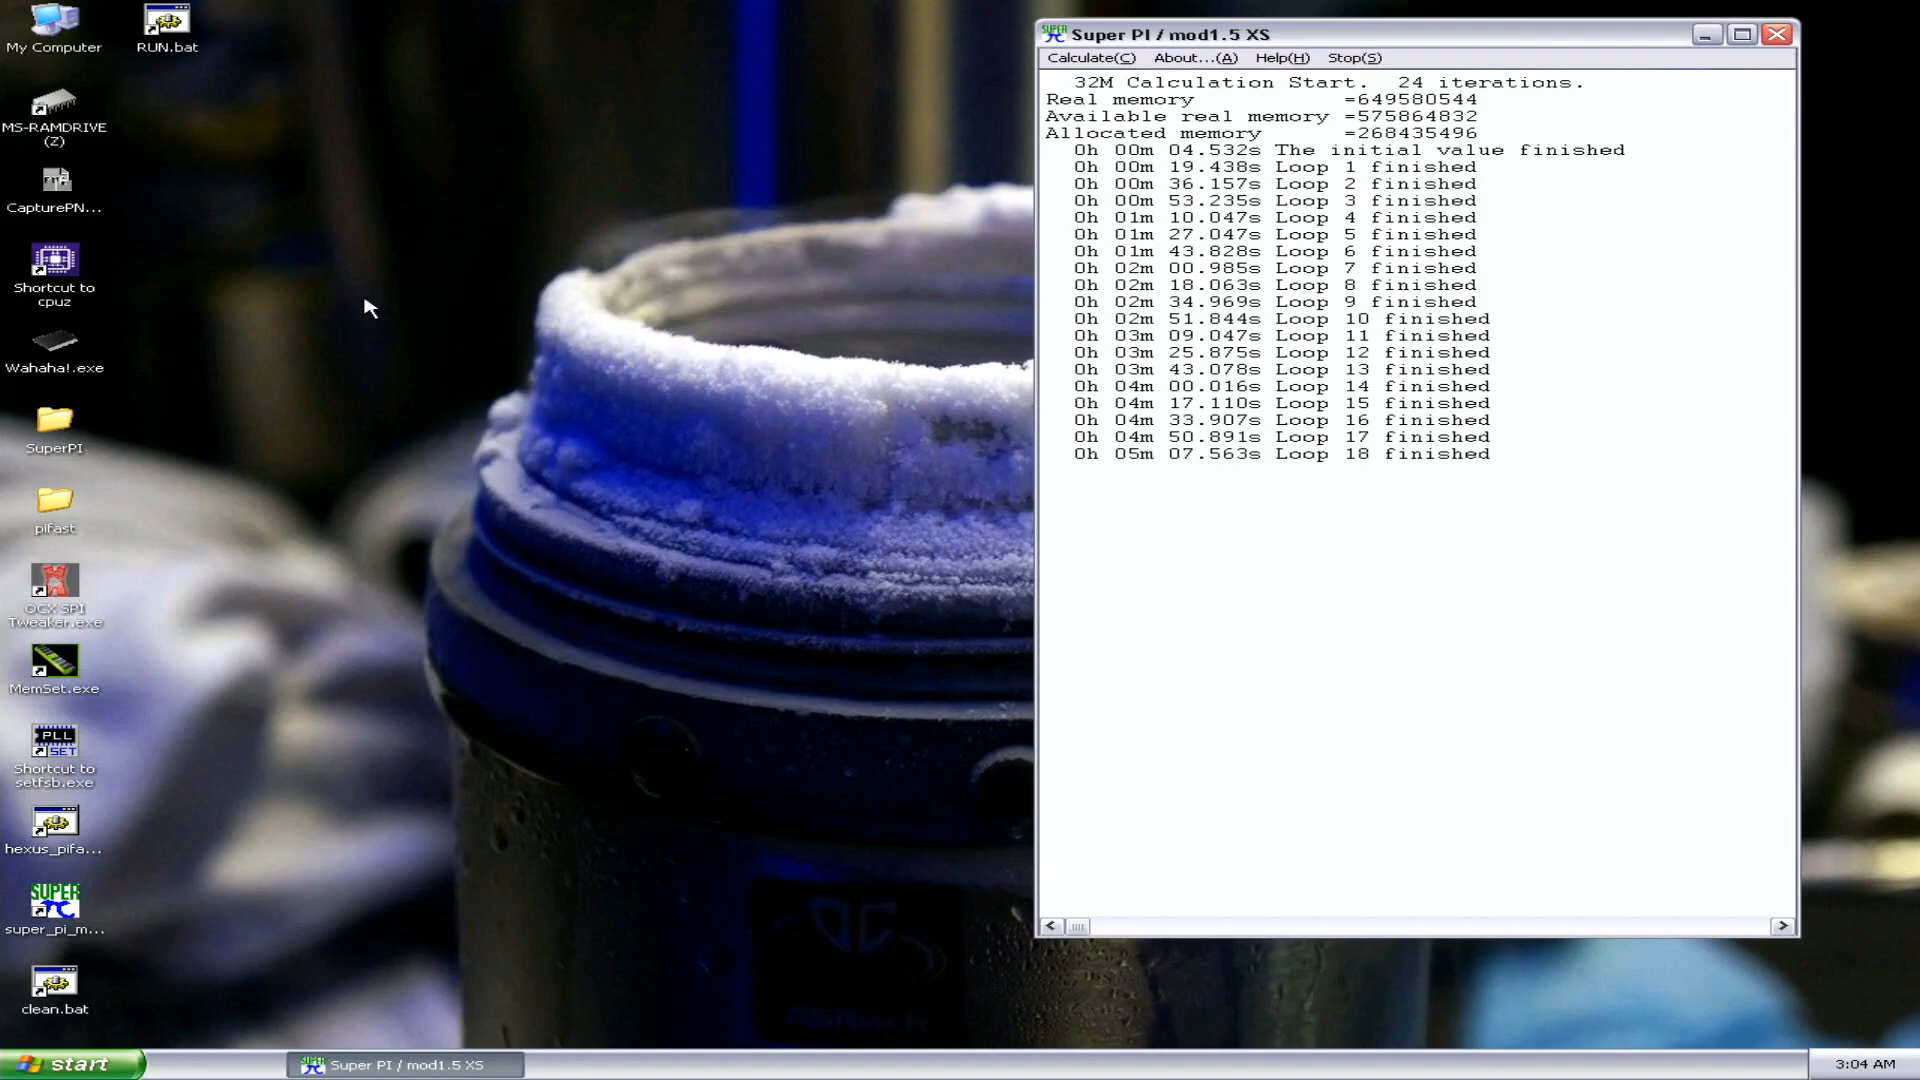 My Computer
RUN.bat
MS-RAMDRIVE
(Z)
CapturePN...
Shortcut to
cpuz
Wahaha!.exe
SuperPI
pifast
OCX SPI
Tweaker.exe
MemSet.exe
PLL
SET
Shortcut to
setfsb.exe
hexus_pifa...
SUPER
super_pi_m...
clean.bat
SUPER
Super PI / mod1.5 XS
Calculate(C) About...(A) Help(H) Stop(S)
32M Calculation Start. 24 iterations.
Real memory =649580544
Available real memory =575864832
Allocated memory =268435496
0h 00m 04.532s The initial value finished
0h 00m 19.438s Loop 1 finished
0h 00m 36.157s Loop 2 finished
0h 00m 53.235s Loop 3 finished
0h 01m 10.047s Loop 4 finished
0h 01m 27.047s Loop 5 finished
0h 01m 43.828s Loop 6 finished
0h 02m 00.985s Loop 7 finished
0h 02m 18.063s Loop 8 finished
0h 02m 34.969s Loop 9 finished
0h 02m 51.844s Loop 10 finished
0h 03m 09.047s Loop 11 finished
0h 03m 25.875s Loop 12 finished
0h 03m 43.078s Loop 13 finished
0h 04m 00.016s Loop 14 finished
0h 04m 17.110s Loop 15 finished
0h 04m 33.907s Loop 16 finished
0h 04m 50.891s Loop 17 finished
0h 05m 07.563s Loop 18 finished
start
SUPER
Super PI / mod1.5 XS
3:04 AM